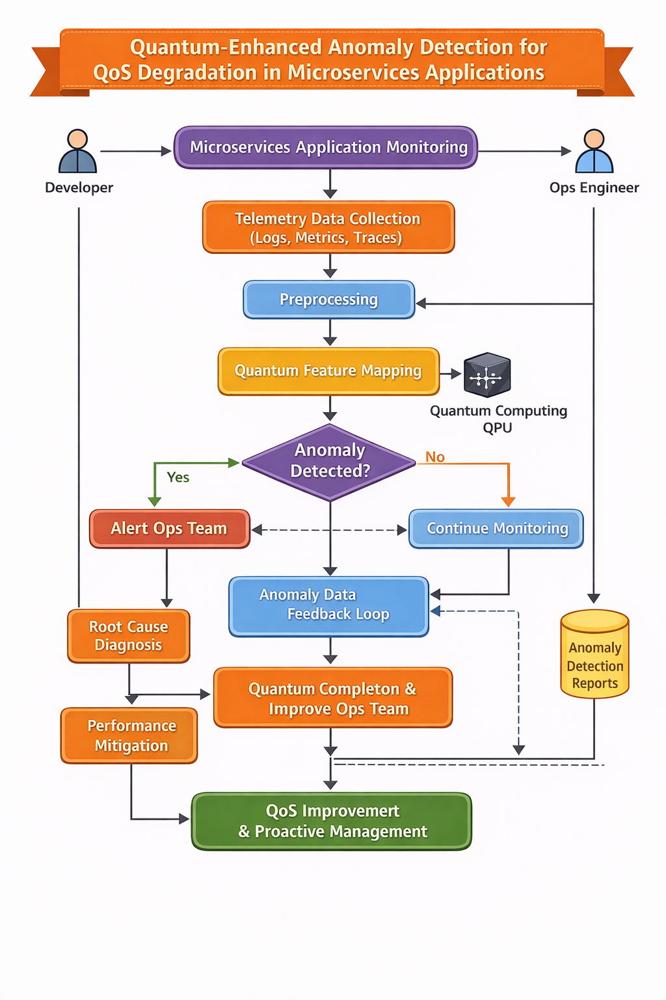 Quantum-Enhanced Anomaly Detection for
QoS Degradation in Microservices Applications
Microservices Application Monitoring
Developer
Ops Engineer
Telemetry Data Collection
(Logs, Metrics, Traces)
Preprocessing
Quantum Feature Mapping
Quantum Computing
QPU
Anomaly
Detected?
Yes
No
Alert Ops Team
Continue Monitoring
Anomaly Data
Feedback Loop
Root Cause
Diagnosis
Anomaly
Detection
Reports
Quantum Completon &
Improve Ops Team
Performance
Mitigation
QoS Improvemert
& Proactive Management